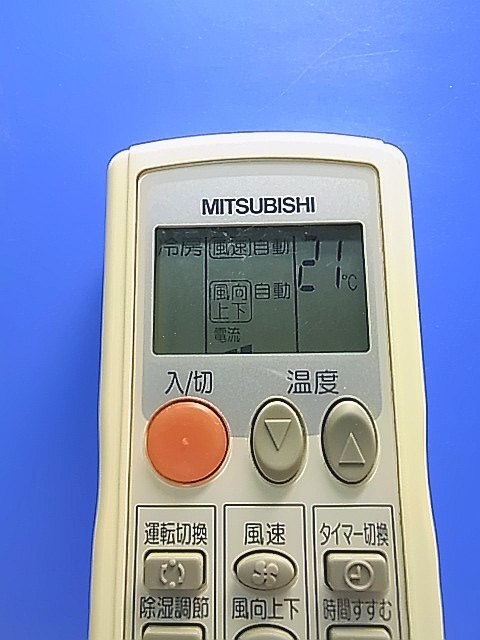 MITSUBISHI
冷房 風速 自動 21℃
風向上下 自動
電流
入/切 温度
運転切換 風速 タイマー切換
除湿調節 風向上下 時間すすむ